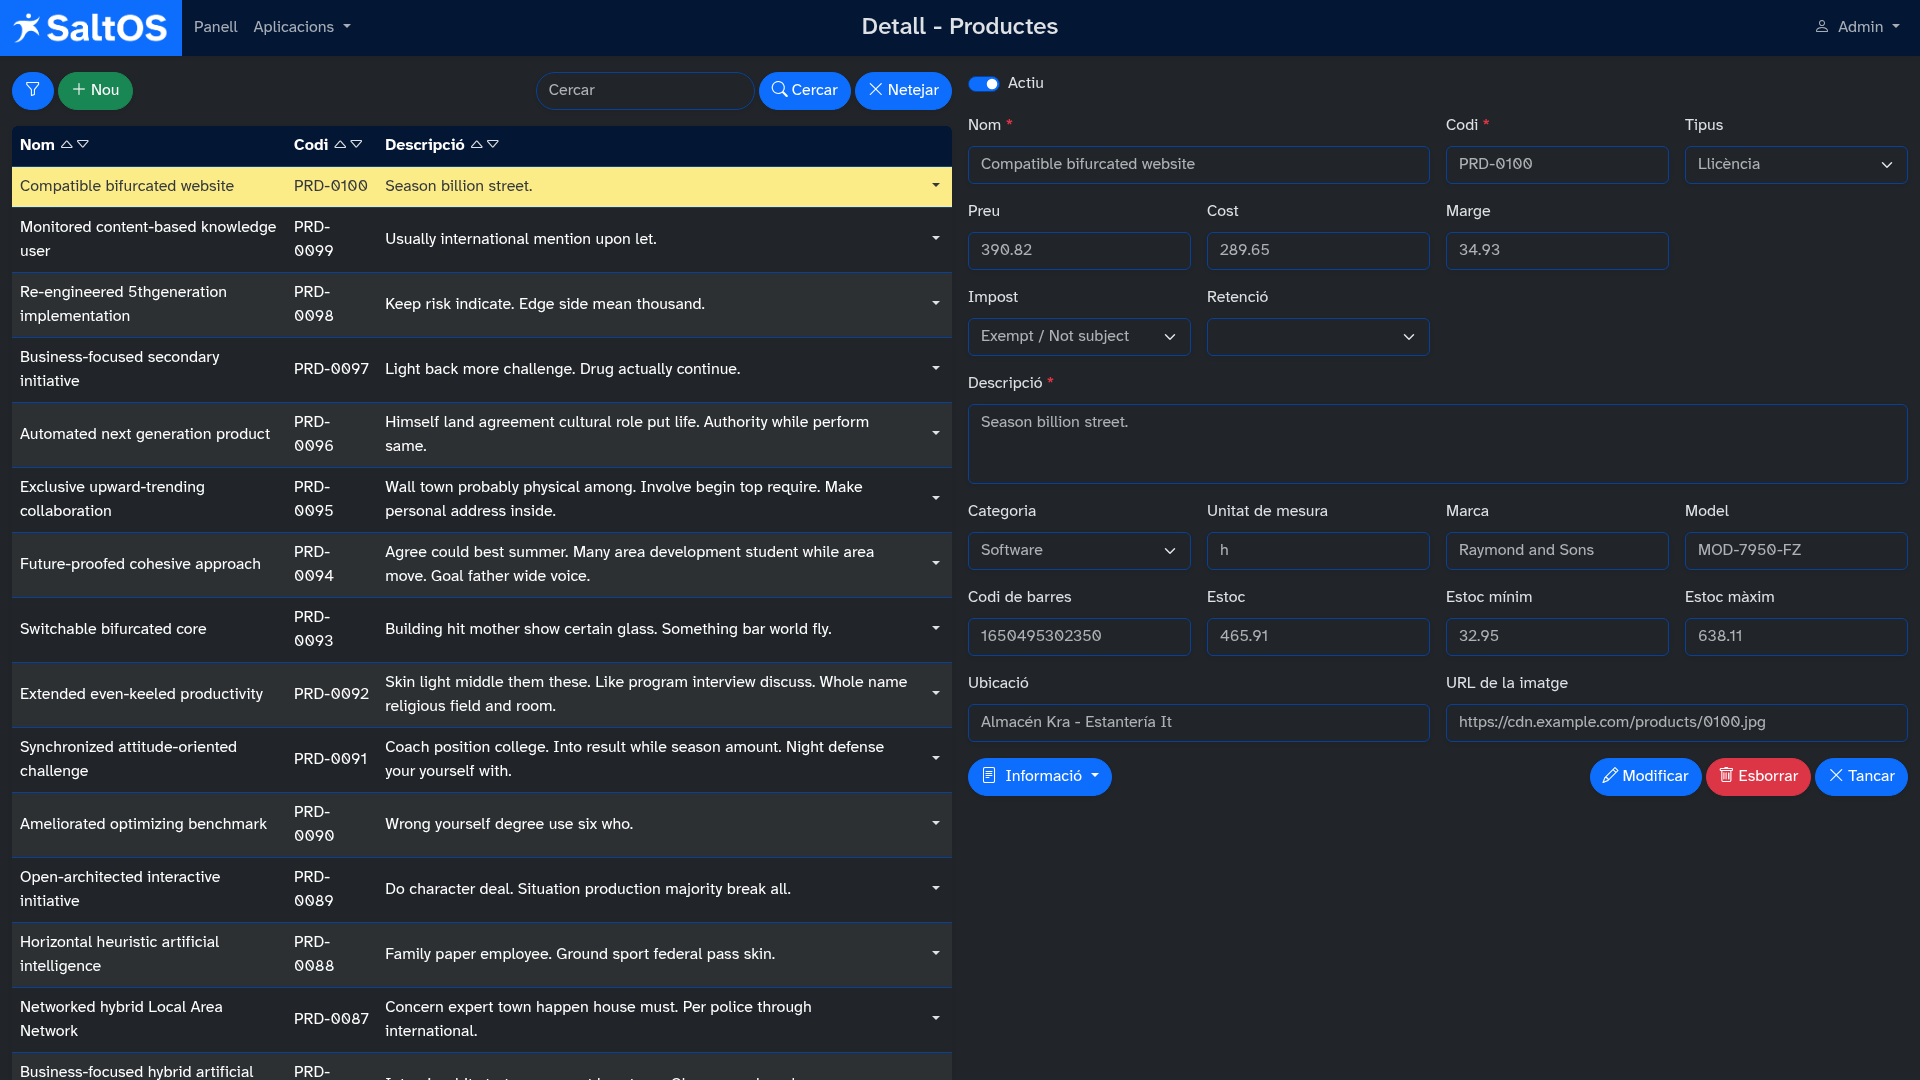 SaltOS
Panell
Aplicacions
Detall - Productes
Admin
Nou
Cercar
Cercar
Netejar
Nom
Codi
Descripció
Compatible bifurcated website
PRD-0100
Season billion street.
Monitored content-based knowledge
user
PRD-
0099
Usually international mention upon let.
Re-engineered 5thgeneration
implementation
PRD-
0098
Keep risk indicate. Edge side mean thousand.
Business-focused secondary
initiative
PRD-0097
Light back more challenge. Drug actually continue.
Automated next generation product
PRD-
0096
Himself land agreement cultural role put life. Authority while perform
same.
Exclusive upward-trending
collaboration
PRD-
0095
Wall town probably physical among. Involve begin top require. Make
personal address inside.
Future-proofed cohesive approach
PRD-
0094
Agree could best summer. Many area development student while area
move. Goal father wide voice.
Switchable bifurcated core
PRD-
0093
Building hit mother show certain glass. Something bar world fly.
Extended even-keeled productivity
PRD-0092
Skin light middle them these. Like program interview discuss. Whole name
religious field and room.
Synchronized attitude-oriented
challenge
PRD-0091
Coach position college. Into result while season amount. Night defense
your yourself with.
Ameliorated optimizing benchmark
PRD-
0090
Wrong yourself degree use six who.
Open-architected interactive
initiative
PRD-
0089
Do character deal. Situation production majority break all.
Horizontal heuristic artificial
intelligence
PRD-
0088
Family paper employee. Ground sport federal pass skin.
Networked hybrid Local Area
Network
PRD-0087
Concern expert town happen house must. Per police through
international.
Business-focused hybrid artificial
PRD-
Actiu
Nom *
Codi *
Tipus
Compatible bifurcated website
PRD-0100
Llicència
Preu
Cost
Marge
390.82
289.65
34.93
Impost
Retenció
Exempt / Not subject
Descripció *
Season billion street.
Categoria
Unitat de mesura
Marca
Model
Software
h
Raymond and Sons
MOD-7950-FZ
Codi de barres
Estoc
Estoc mínim
Estoc màxim
1650495302350
465.91
32.95
638.11
Ubicació
URL de la imatge
Almacén Kra - Estantería It
https://cdn.example.com/products/0100.jpg
Informació
Modificar
Esborrar
Tancar